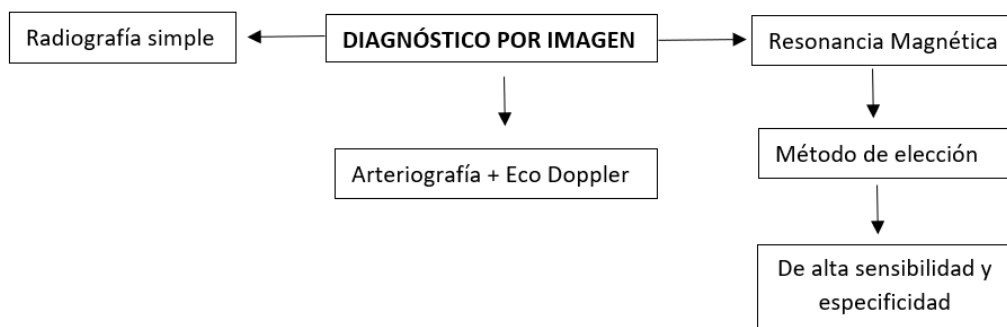 Radiografía simple
DIAGNÓSTICO POR IMAGEN
Resonancia Magnética
Arteriografía + Eco Doppler
Método de elección
De alta sensibilidad y
especificidad